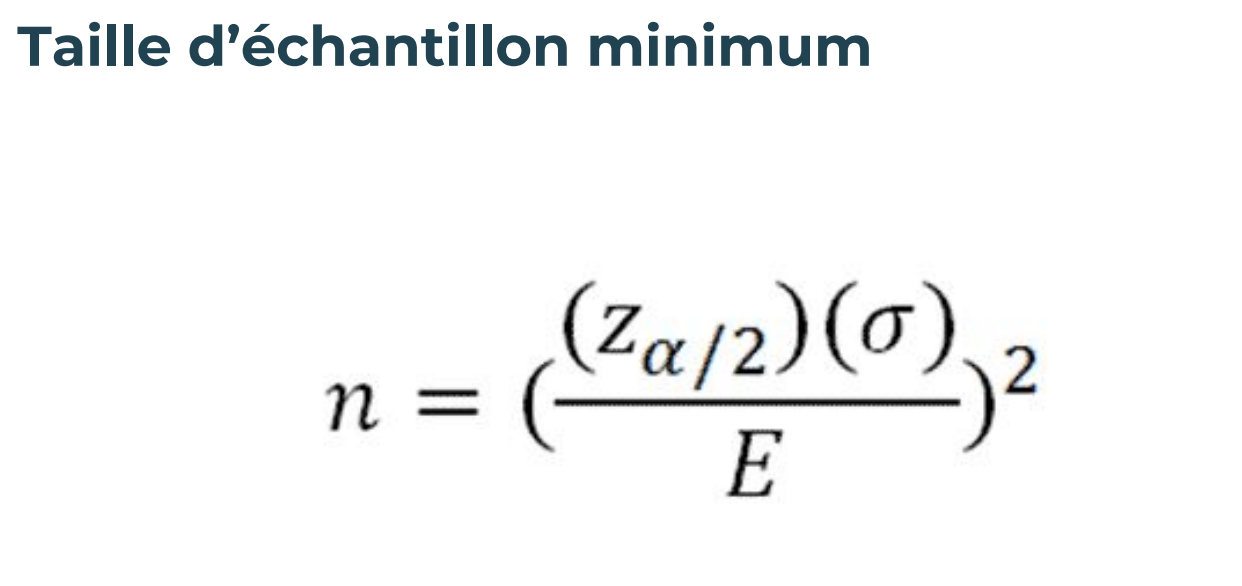 Taille d’échantillon minimum
n = ((z_{α/2})(σ) / E)^2